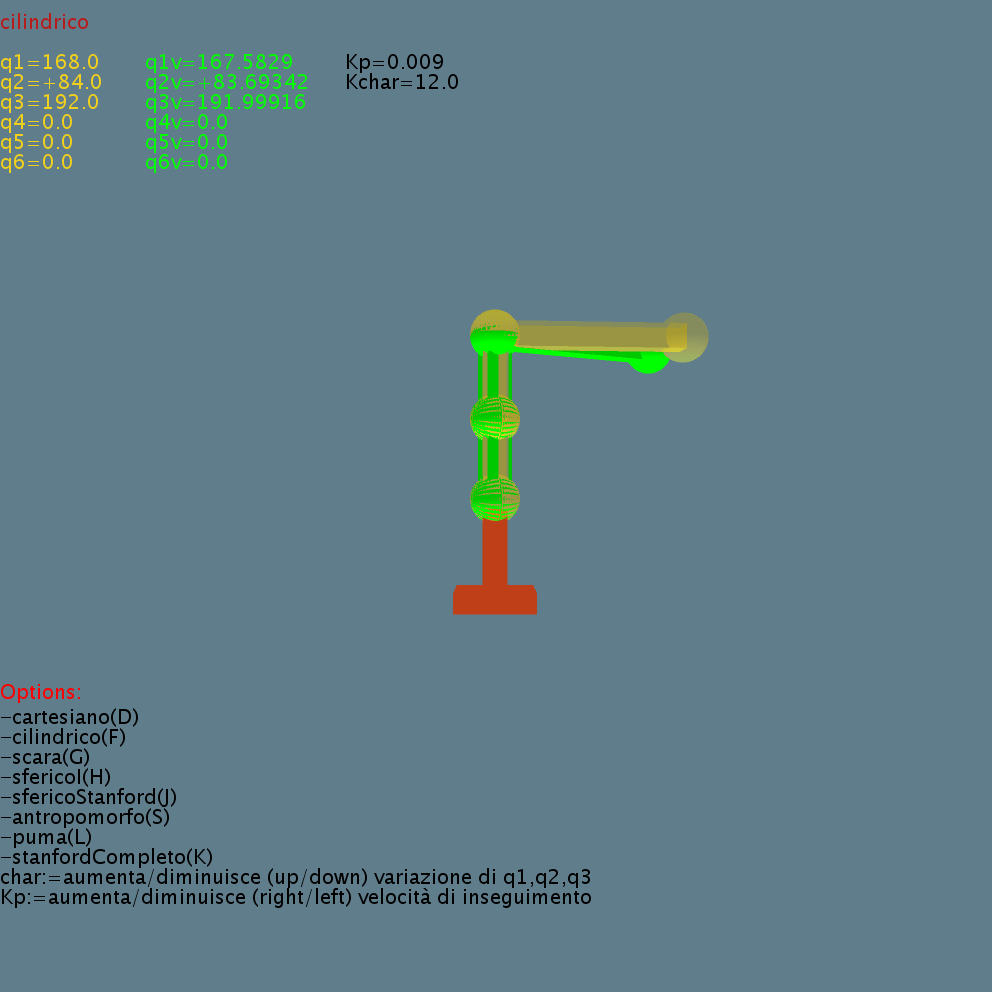 cilindrico
q1=168.0 q1v=167.5829 Kp=0.009
q2=+84.0 q2v=+83.69342 Kchar=12.0
q3=192.0 q3v=191.99916
q4=0.0 q4v=0.0
q5=0.0 q5v=0.0
q6=0.0 q6v=0.0
Options:
-cartesiano(D)
-cilindrico(F)
-scara(G)
-sfericoI(H)
-sfericoStanford(J)
-antropomorfo(S)
-puma(L)
-stanfordCompleto(K)
char:=aumenta/diminuisce (up/down) variazione di q1,q2,q3
Kp:=aumenta/diminuisce (right/left) velocità di inseguimento